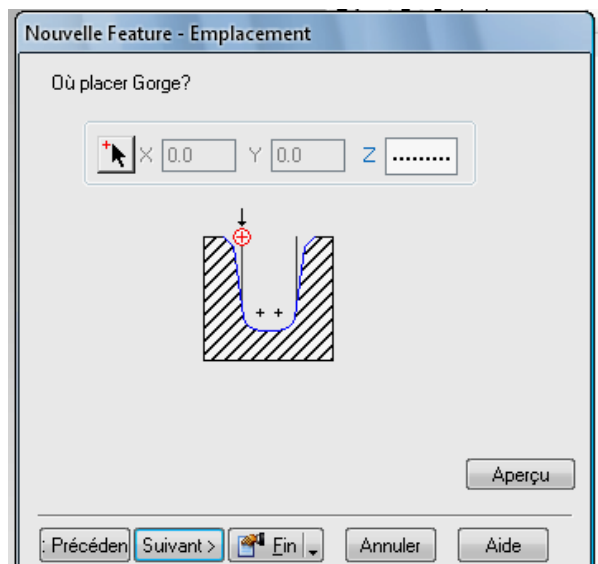 Nouvelle Feature - Emplacement
Où placer Gorge?
X 0.0 Y 0.0 Z .........
Aperçu
: Précéden Suivant > Fin Annuler Aide